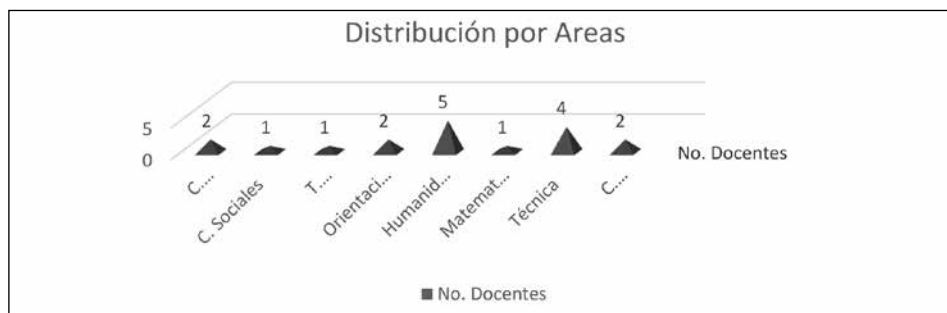 Distribución por Areas
5
0
2
1
1
2
5
1
4
2
No. Docentes
C....
C. Sociales
T....
Orientaci...
Humanid...
Matemat...
Técnica
C....
No. Docentes